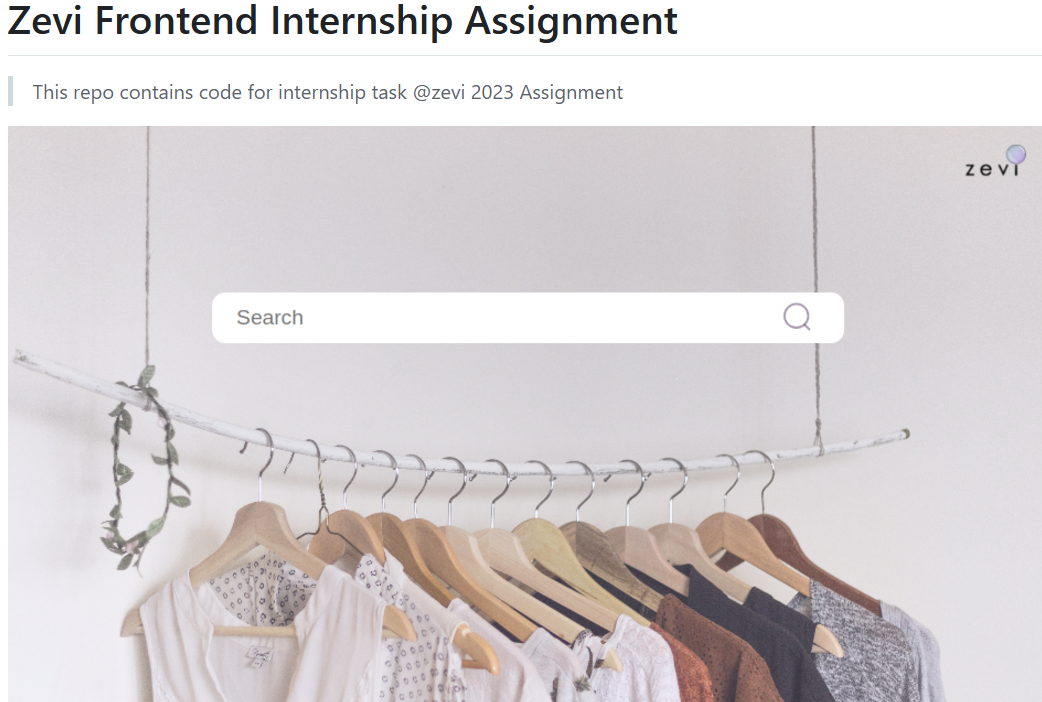 Zevi Frontend Internship Assignment
This repo contains code for internship task @zevi 2023 Assignment
zevi
Search